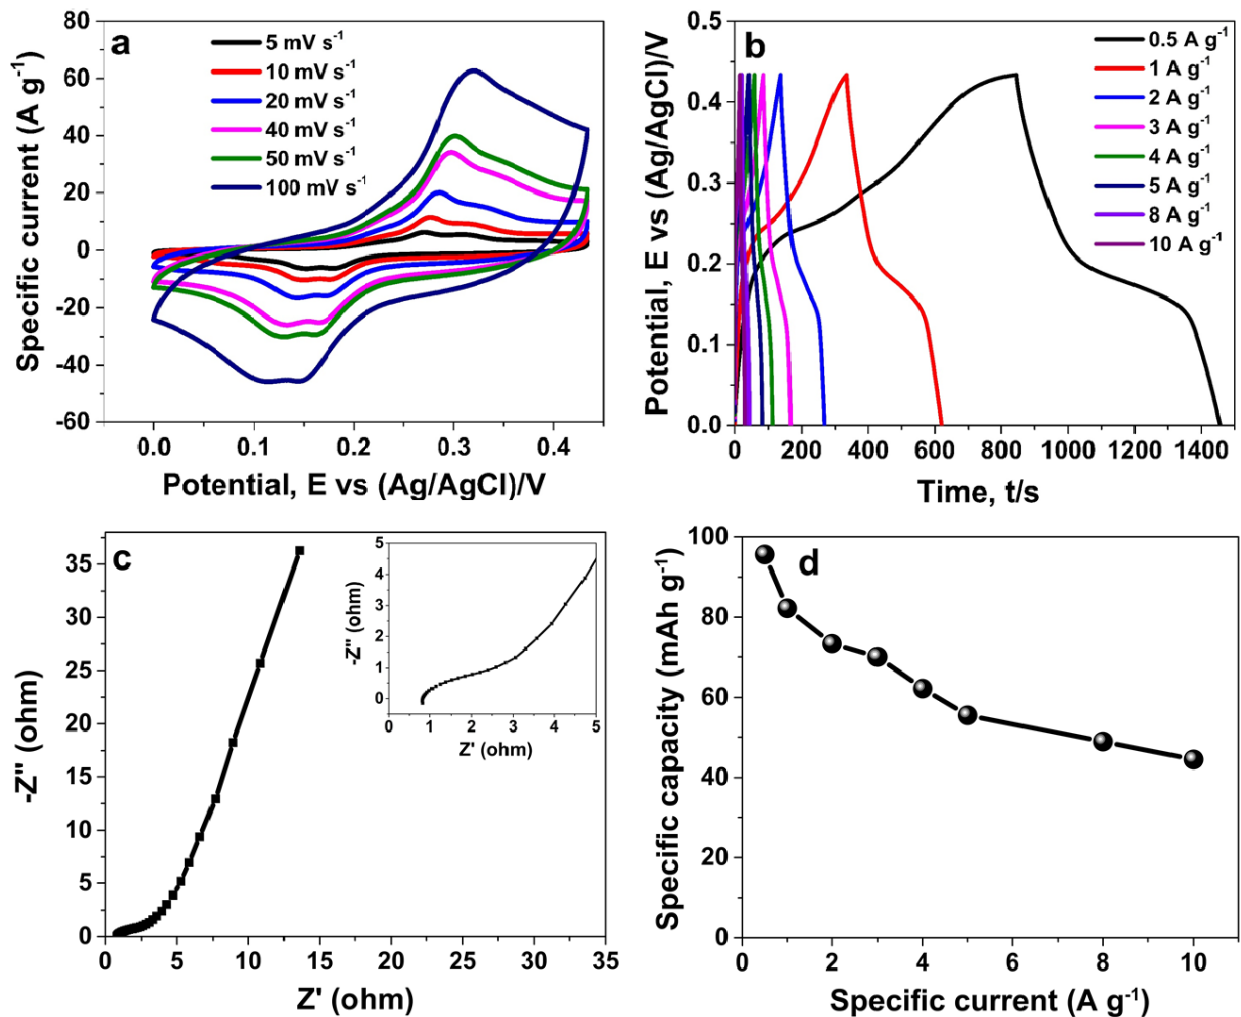 a
5 mV s⁻¹
10 mV s⁻¹
20 mV s⁻¹
40 mV s⁻¹
50 mV s⁻¹
100 mV s⁻¹
80
60
40
20
0
-20
-40
-60
0.0 0.1 0.2 0.3 0.4
Specific current (A g⁻¹)
Potential, E vs (Ag/AgCl)/V
b
0.5 A g⁻¹
1 A g⁻¹
2 A g⁻¹
3 A g⁻¹
4 A g⁻¹
5 A g⁻¹
8 A g⁻¹
10 A g⁻¹
0.5
0.4
0.3
0.2
0.1
0.0
0 200 400 600 800 1000 1200 1400
Potential, E vs (Ag/AgCl)/V
Time, t/s
c
35
30
25
20
15
10
5
0
0 5 10 15 20 25 30 35
-Z'' (ohm)
Z' (ohm)
5
4
3
2
1
0
0 1 2 3 4 5
-Z'' (ohm)
Z' (ohm)
d
100
80
60
40
20
0
0 2 4 6 8 10
Specific capacity (mAh g⁻¹)
Specific current (A g⁻¹)